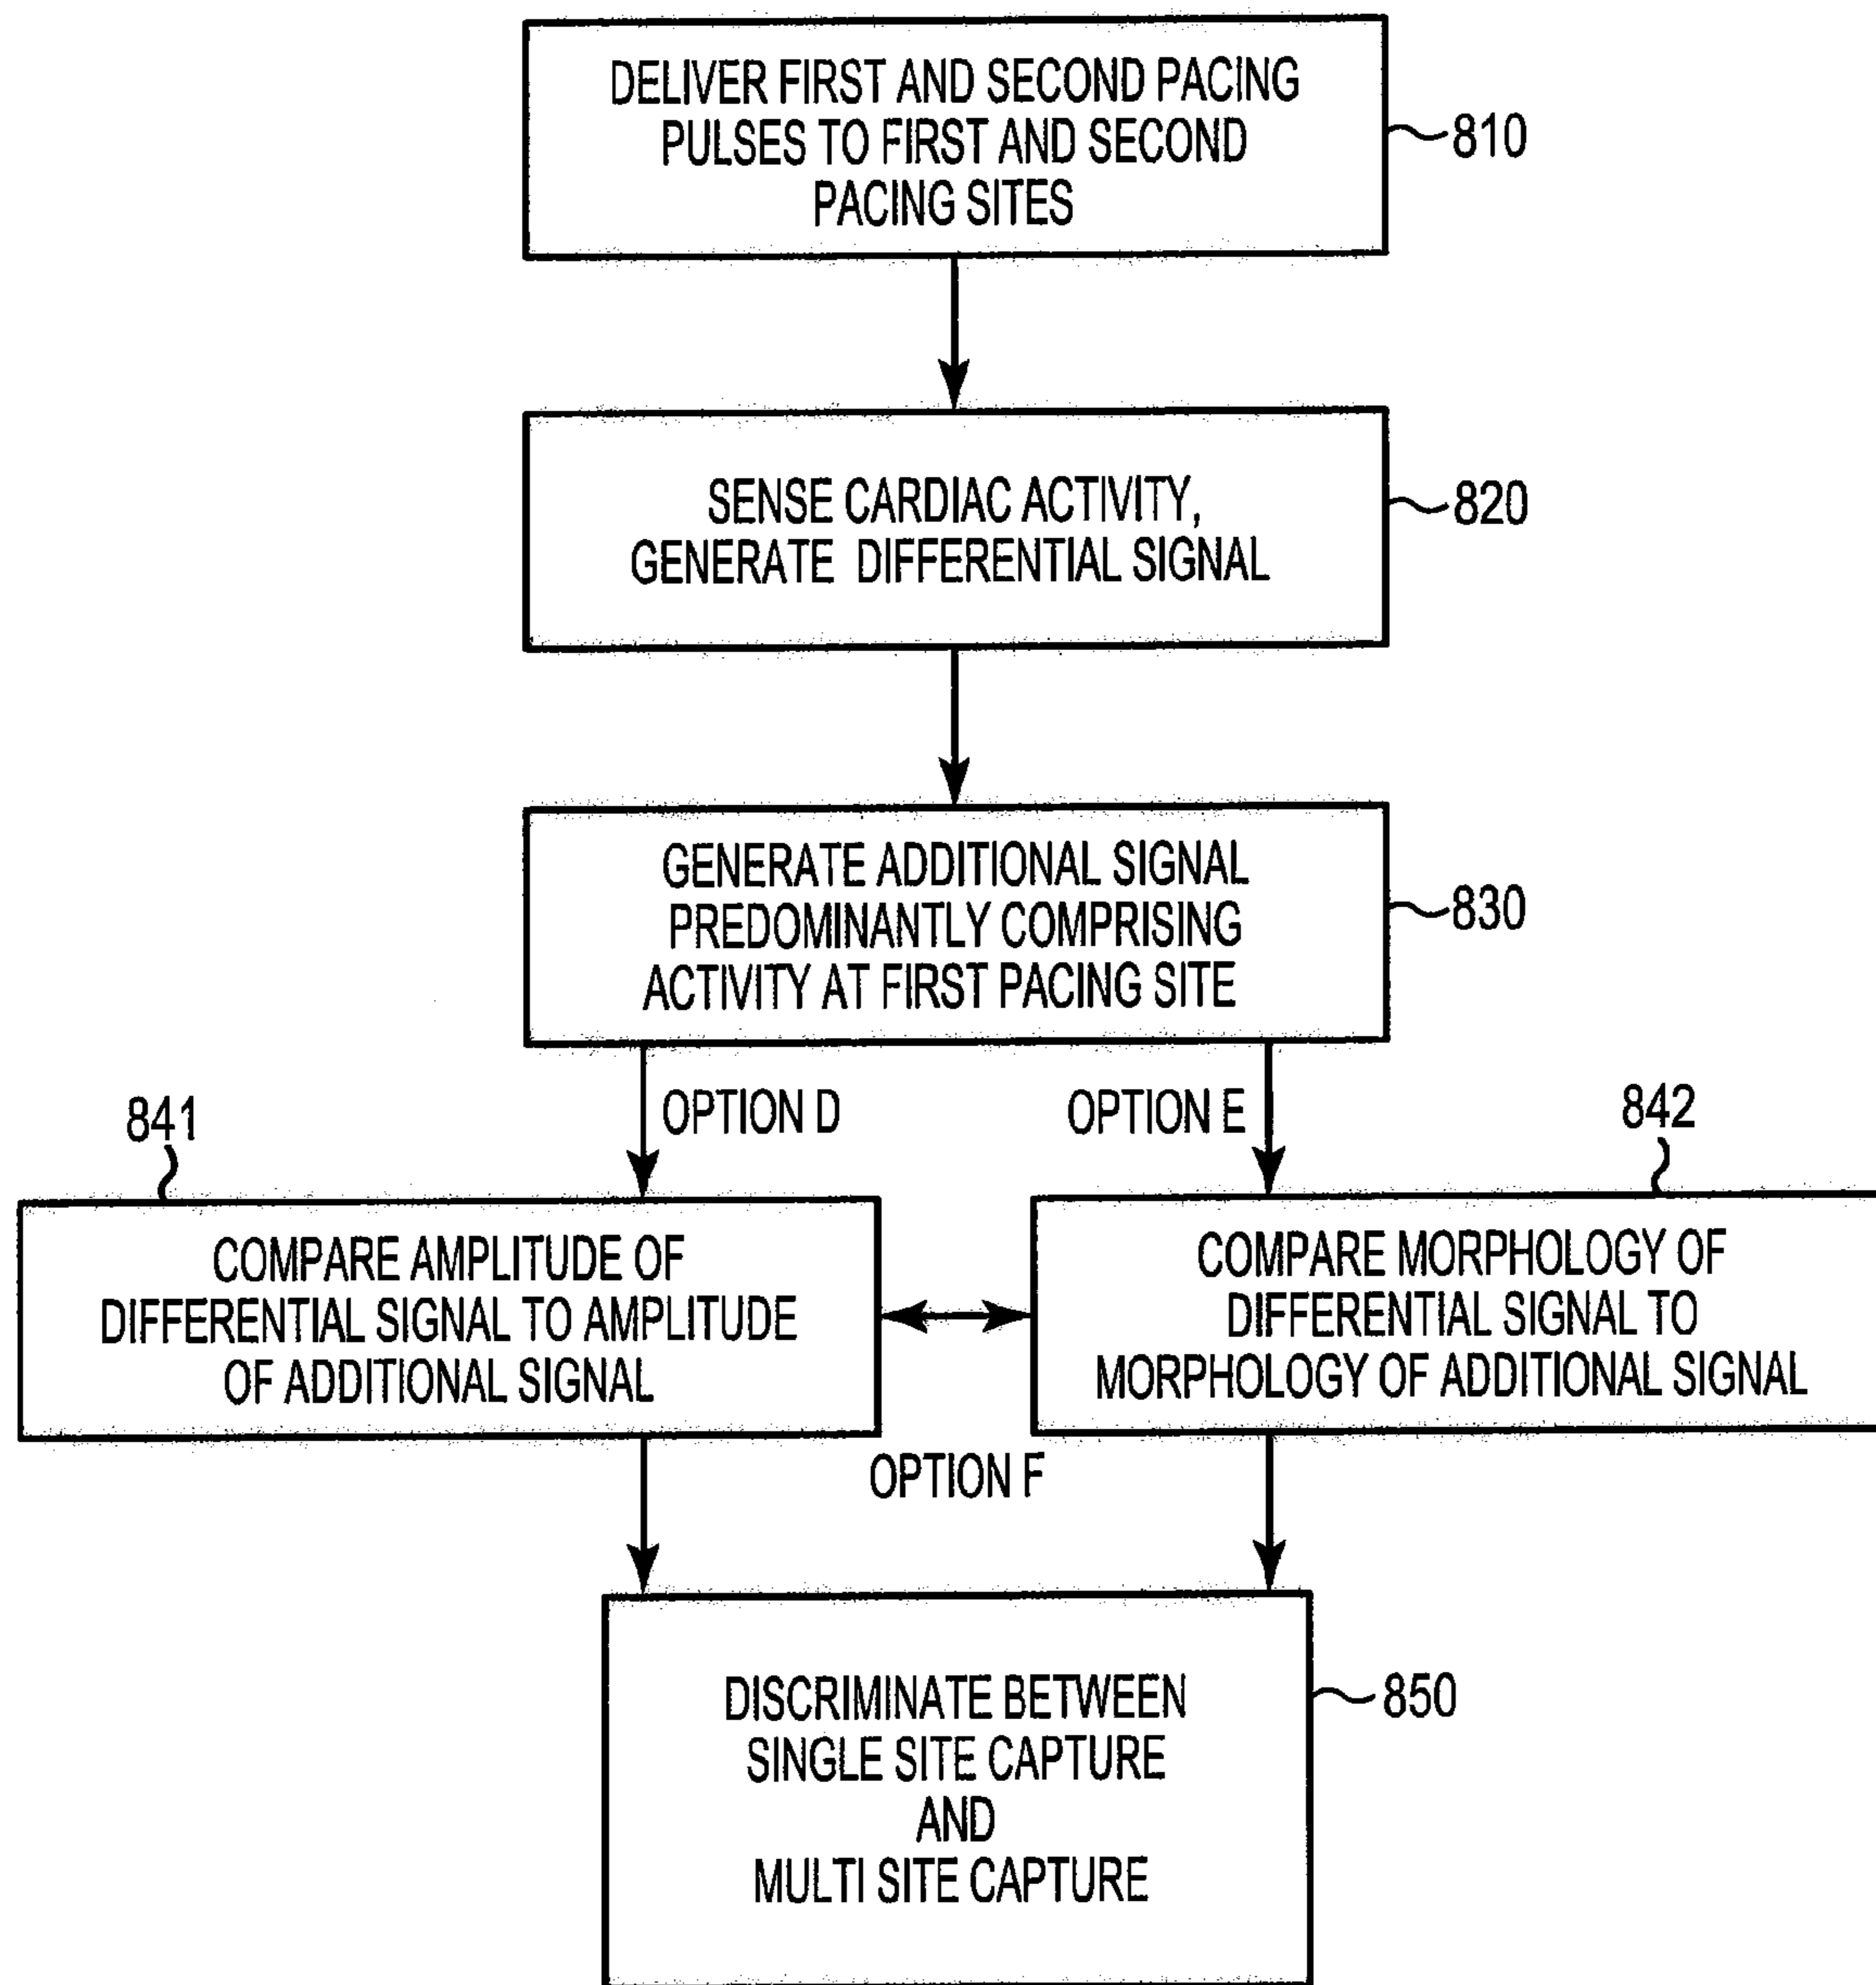 DELIVER FIRST AND SECOND PACING
PULSES TO FIRST AND SECOND
PACING SITES
810
SENSE CARDIAC ACTIVITY,
GENERATE DIFFERENTIAL SIGNAL
820
GENERATE ADDITIONAL SIGNAL
PREDOMINANTLY COMPRISING
ACTIVITY AT FIRST PACING SITE
830
OPTION D
OPTION E
841
842
COMPARE AMPLITUDE OF
DIFFERENTIAL SIGNAL TO AMPLITUDE
OF ADDITIONAL SIGNAL
COMPARE MORPHOLOGY OF
DIFFERENTIAL SIGNAL TO
MORPHOLOGY OF ADDITIONAL SIGNAL
OPTION F
DISCRIMINATE BETWEEN
SINGLE SITE CAPTURE
AND
MULTI SITE CAPTURE
850